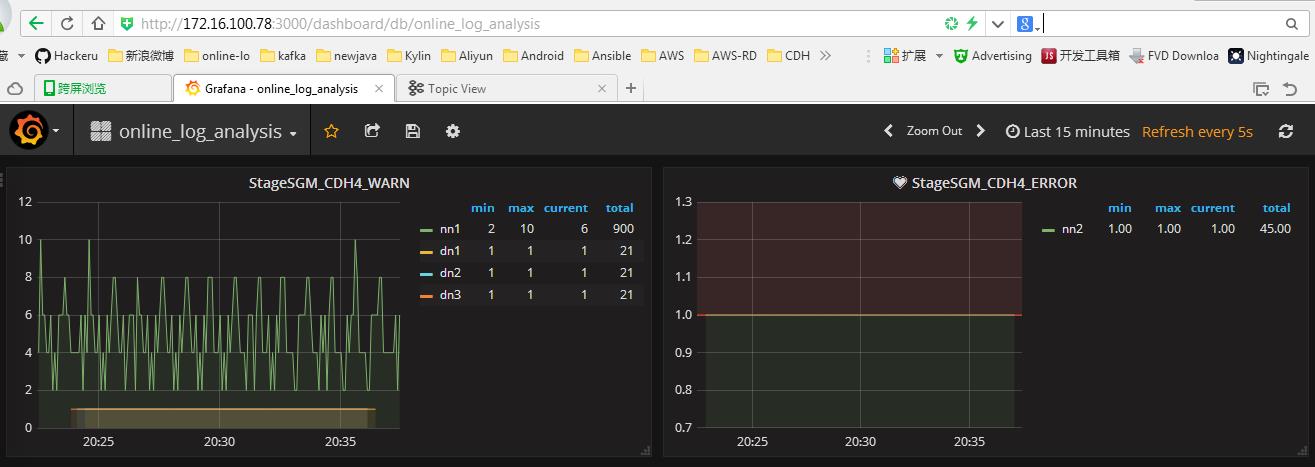 http://172.16.100.78:3000/dashboard/db/online_log_analysis
藏 Hackeru 新浪微博 online-lo kafka newjava Kylin Aliyun Android Ansible AWS AWS-RD CDH 扩展 Advertising JS 开发工具箱 FVD Downloa Nightingale
跨屏浏览 Grafana - online_log_analysis Topic View
online_log_analysis Zoom Out Last 15 minutes Refresh every 5s
StageSGM_CDH4_WARN
12
10
8
6
4
2
0
20:25 20:30 20:35
min max current total
nn1 2 10 6 900
dn1 1 1 1 21
dn2 1 1 1 21
dn3 1 1 1 21
StageSGM_CDH4_ERROR
1.3
1.2
1.1
1.0
0.9
0.8
0.7
20:25 20:30 20:35
min max current total
nn2 1.00 1.00 1.00 45.00